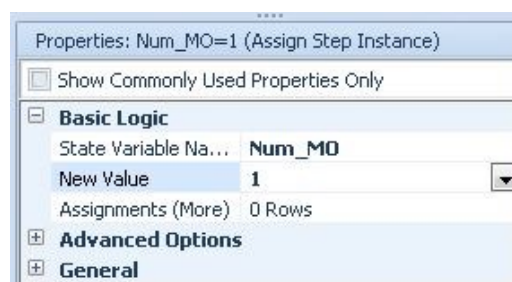 Properties: Num_MO=1 (Assign Step Instance)
Show Commonly Used Properties Only
Basic Logic
State Variable Na... Num_MO
New Value 1
Assignments (More) 0 Rows
Advanced Options
General